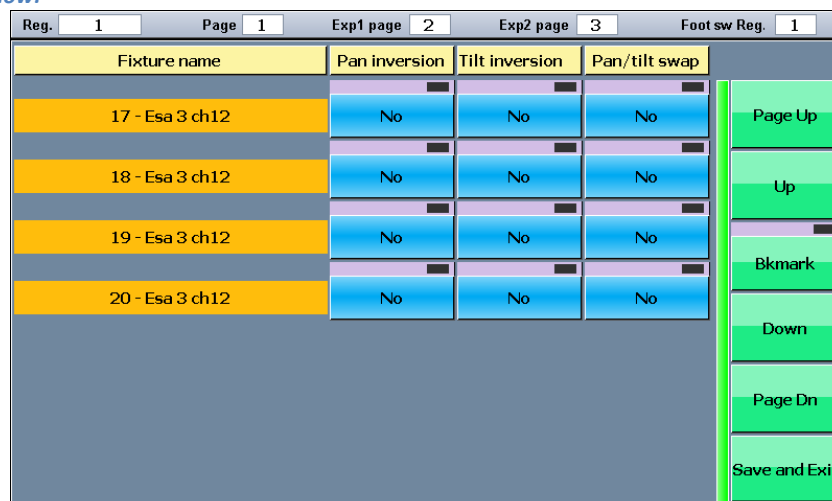 Reg. 1 Page 1 Exp1 page 2 Exp2 page 3 Foot sw Reg. 1
Fixture name Pan inversion Tilt inversion Pan/tilt swap
17 - Esa 3 ch12 No No No Page Up
18 - Esa 3 ch12 No No No Up
19 - Esa 3 ch12 No No No Bkmark
20 - Esa 3 ch12 No No No
Down
Page Dn
Save and Exi